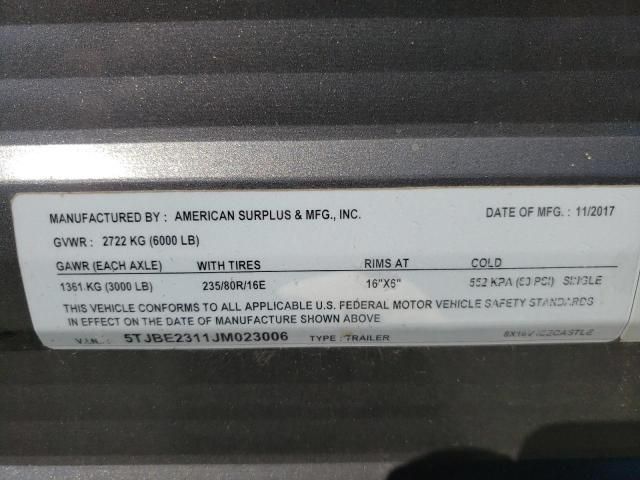 MANUFACTURED BY : AMERICAN SURPLUS & MFG., INC. DATE OF MFG. : 11/2017
GVWR : 2722 KG (6000 LB)
GAWR (EACH AXLE) WITH TIRES RIMS AT COLD
1361 KG (3000 LB) 235/80R/16E 16"X6" 552 KPA (80 PSI) SINGLE
THIS VEHICLE CONFORMS TO ALL APPLICABLE U.S. FEDERAL MOTOR VEHICLE SAFETY STANDARDS
IN EFFECT ON THE DATE OF MANUFACTURE SHOWN ABOVE
V.I.N. : 5TJBE2311JM023006 TYPE : TRAILER